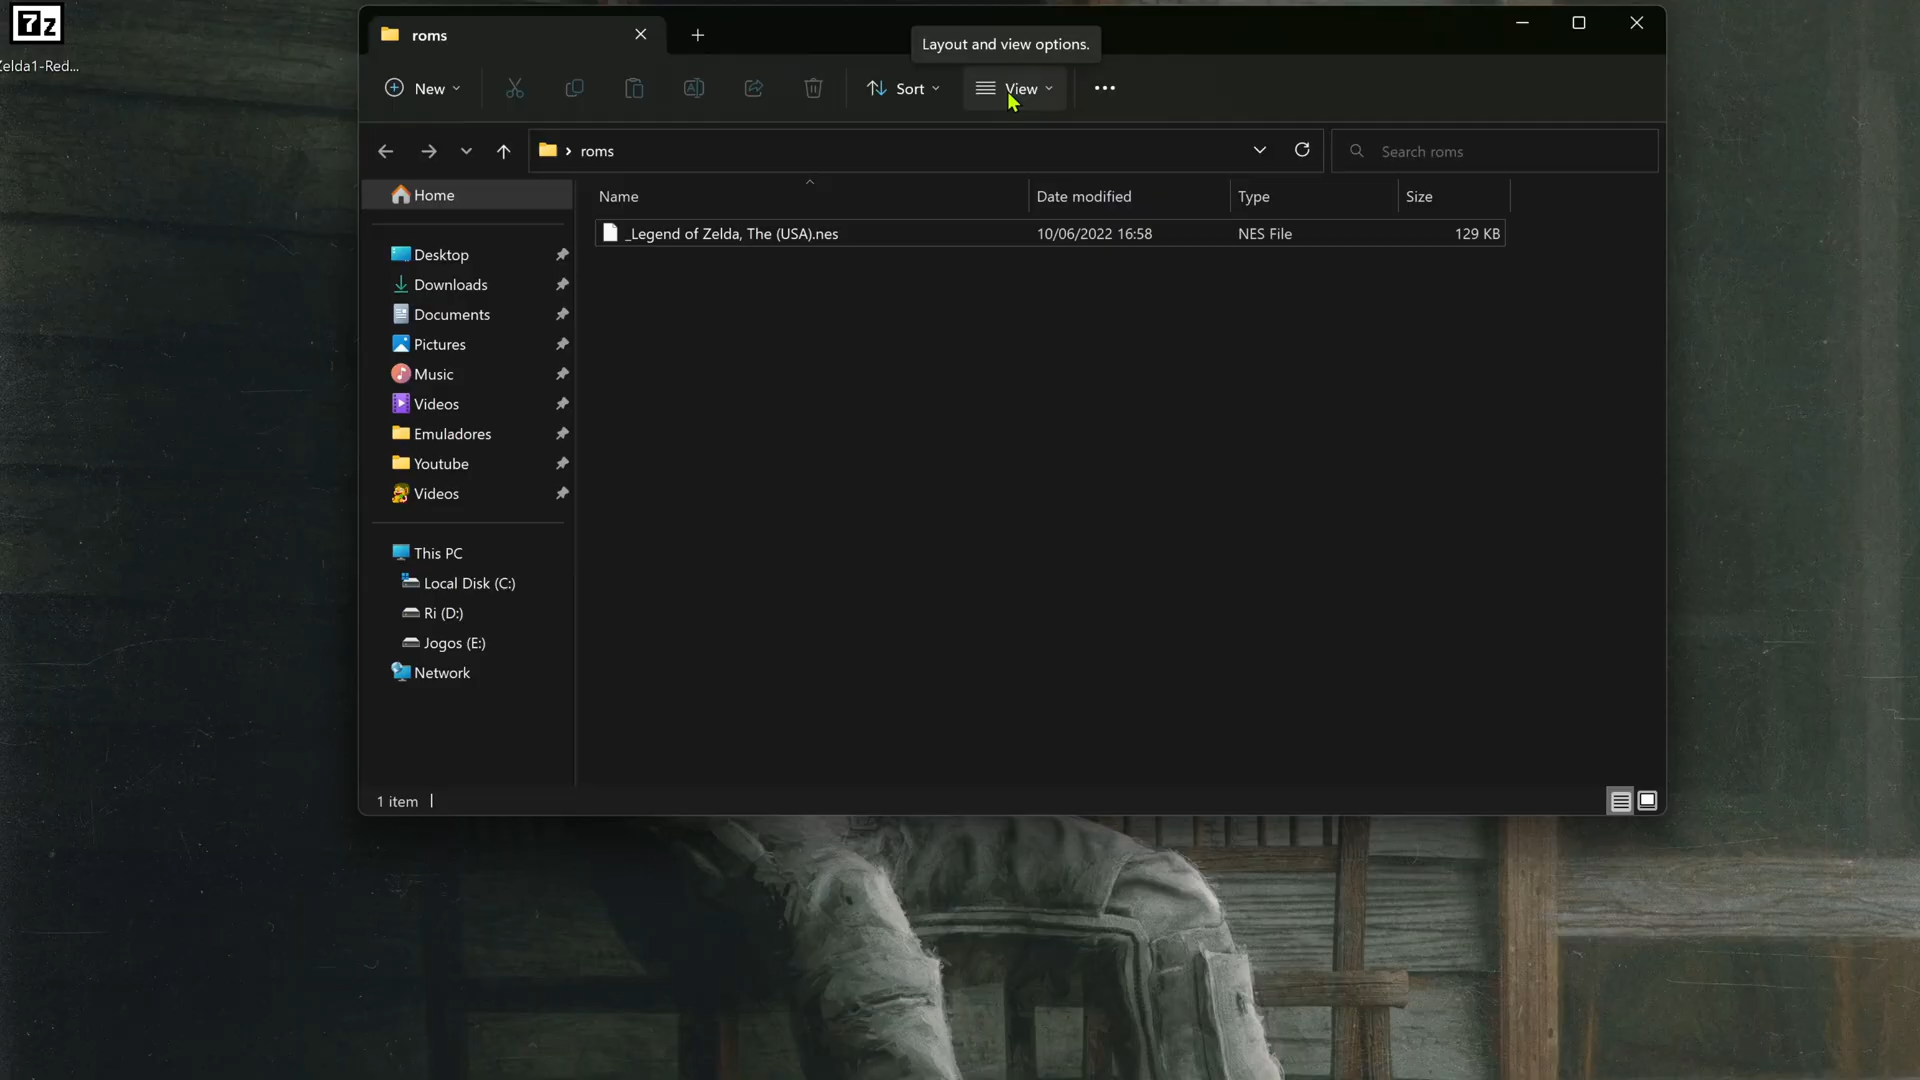 7z
Zelda1-Red...
roms
Layout and view options.
New
Sort
View
roms
Search roms
Home
Name
Date modified
Type
Size
_Legend of Zelda, The (USA).nes
10/06/2022 16:58
NES File
129 KB
Desktop
Downloads
Documents
Pictures
Music
Videos
Emuladores
Youtube
Videos
This PC
Local Disk (C:)
Ri (D:)
Jogos (E:)
Network
1 item